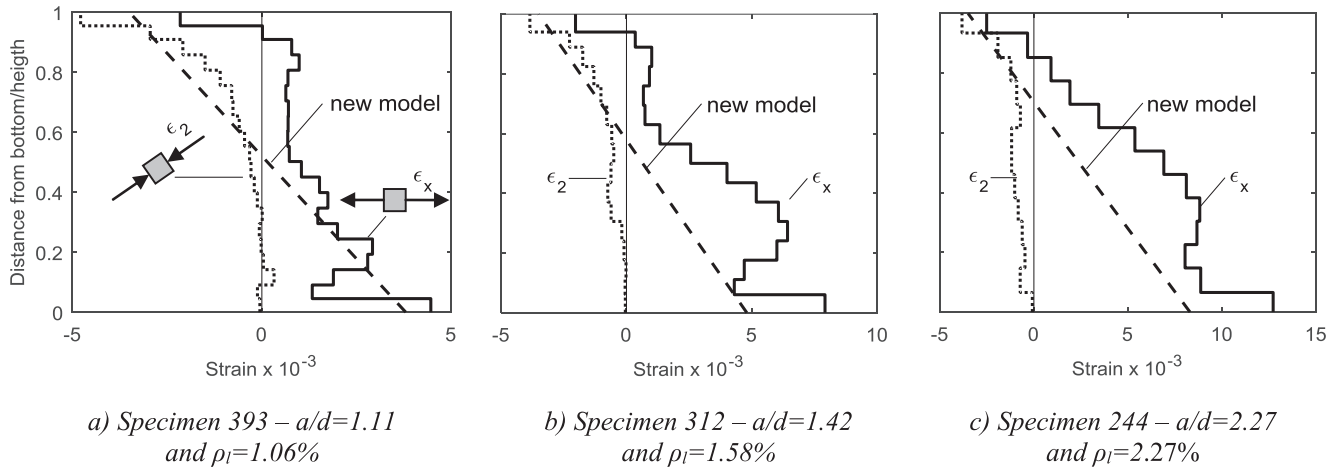 Distance from bottom/heigth
1
0.8
0.6
0.4
0.2
0
-5
0
5
Strain x 10⁻³
new model
ϵ₂
ϵₓ
a) Specimen 393 – a/d=1.11
and ρₗ=1.06%
-5
0
5
10
Strain x 10⁻³
new model
ϵ₂
ϵₓ
b) Specimen 312 – a/d=1.42
and ρₗ=1.58%
-5
0
5
10
15
Strain x 10⁻³
new model
ϵ₂
ϵₓ
c) Specimen 244 – a/d=2.27
and ρₗ=2.27%